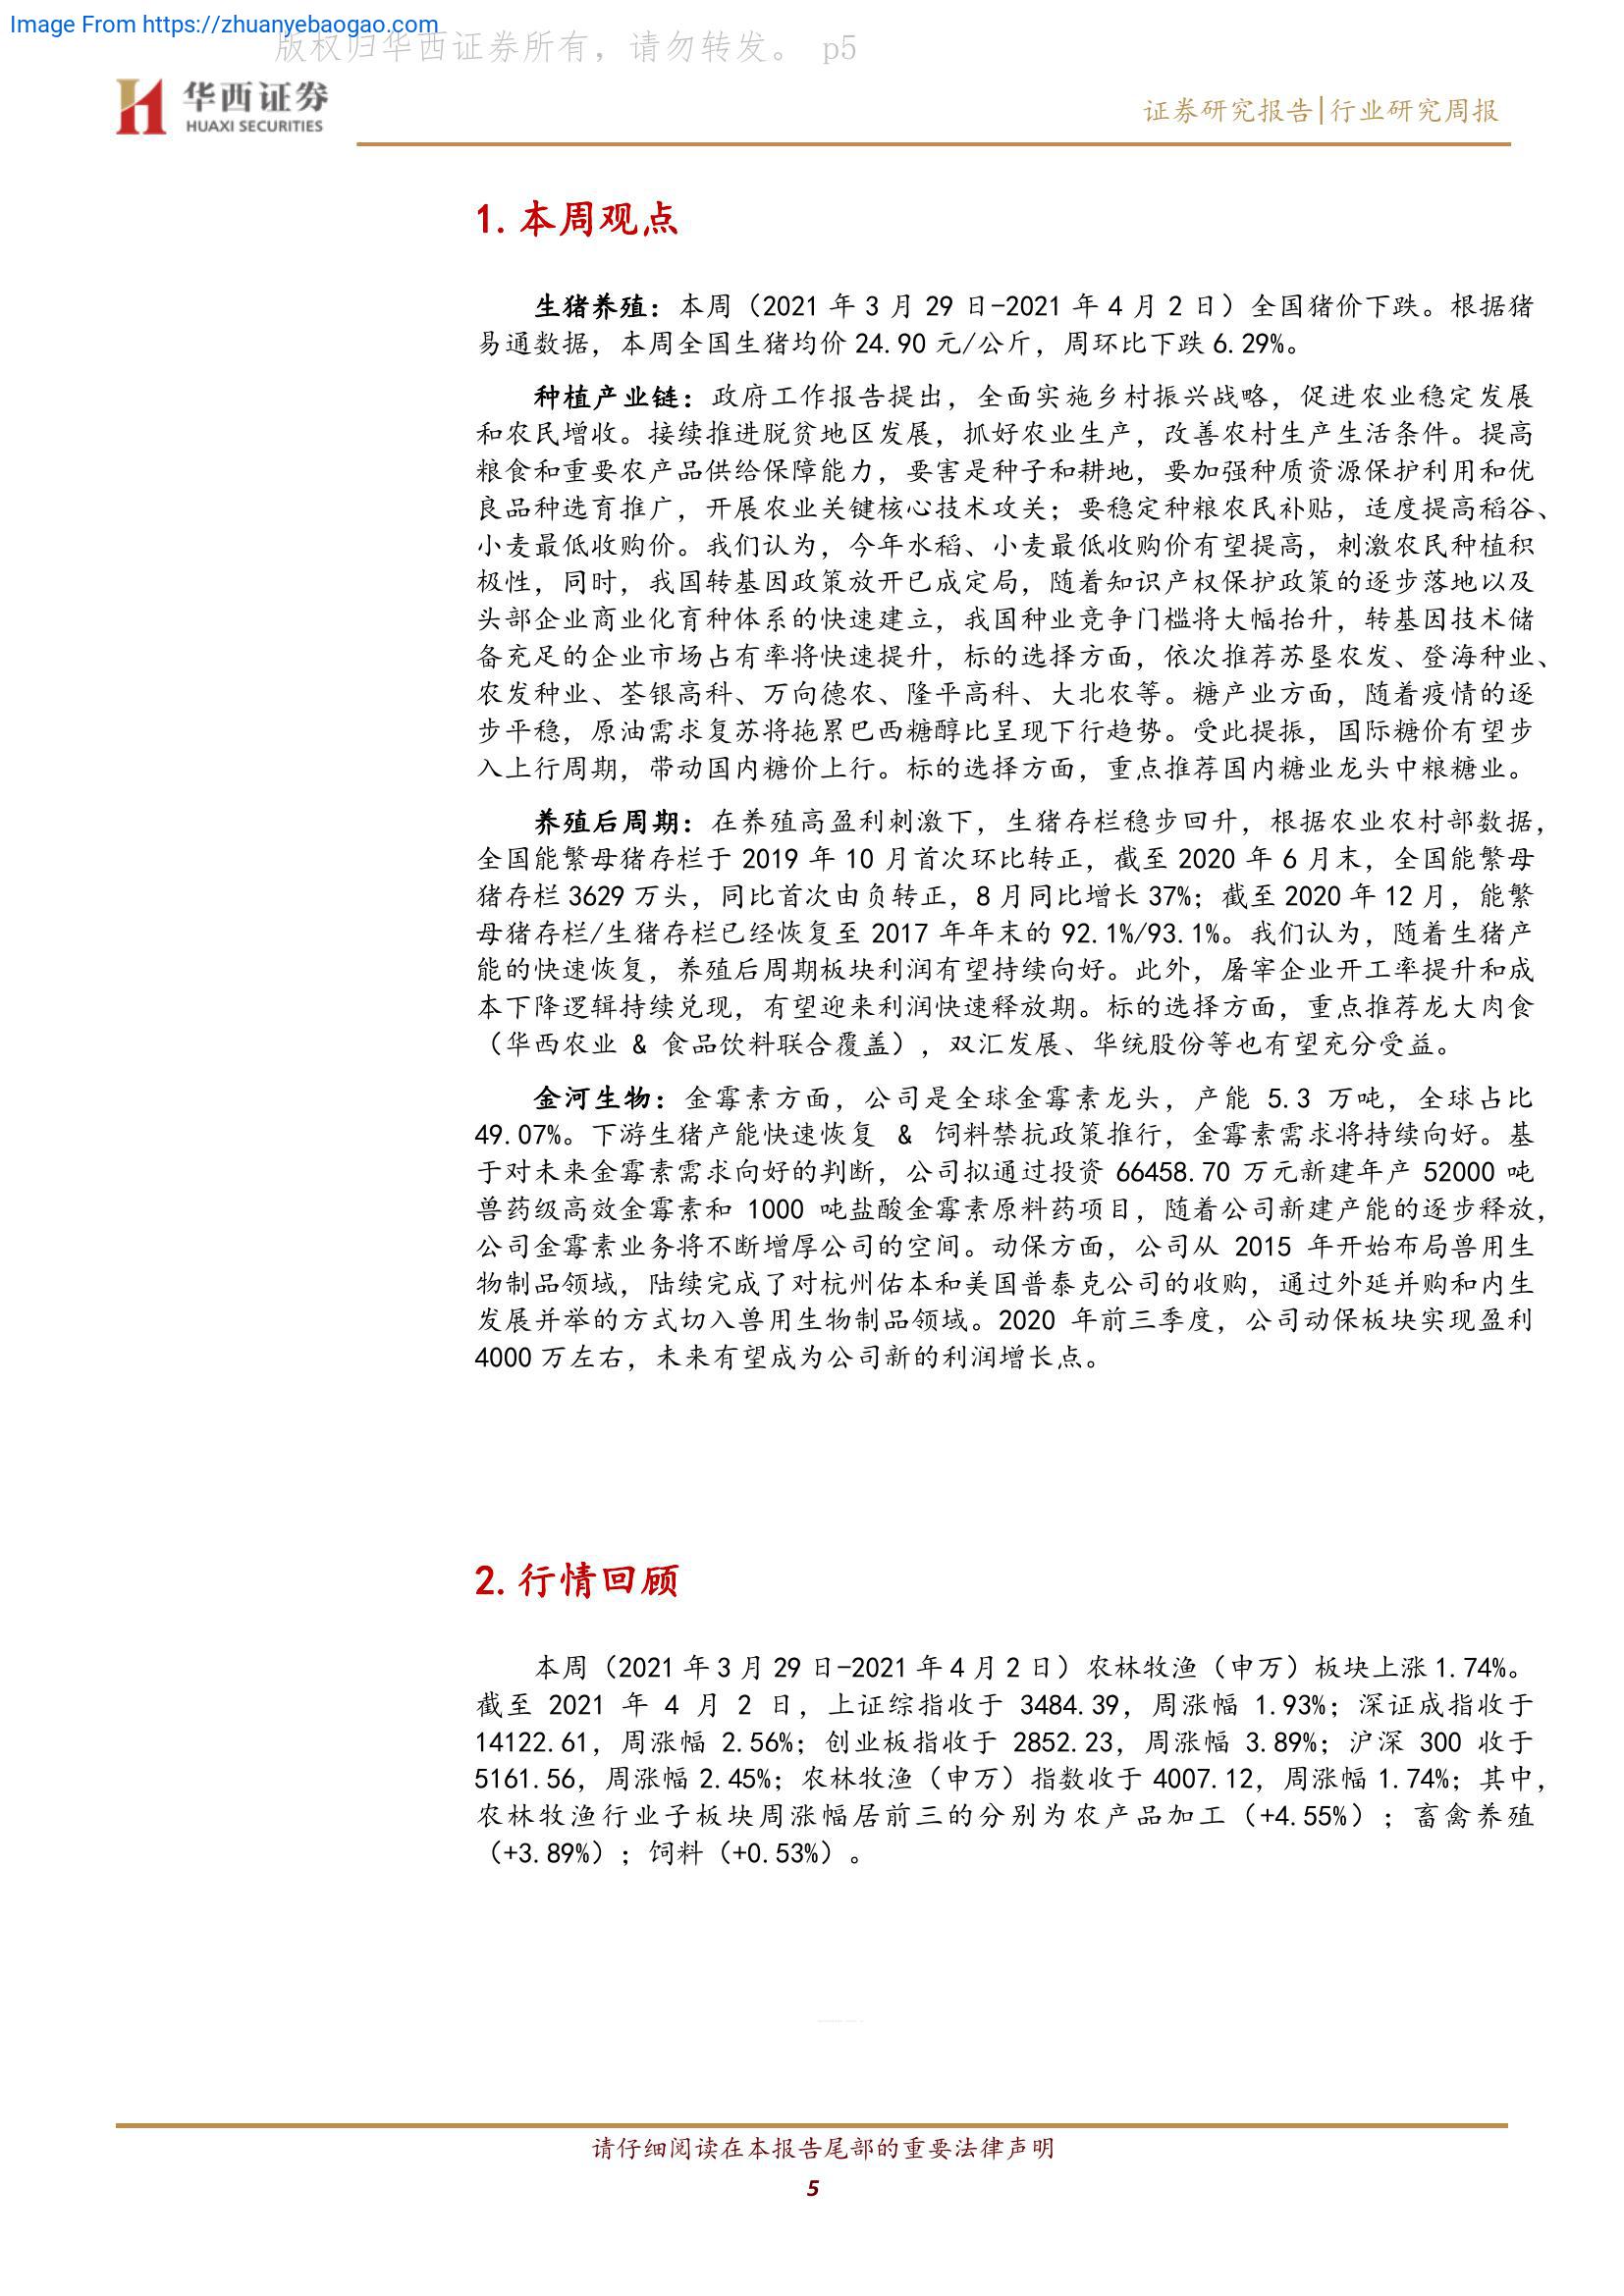 Image From https://zhuanyebaogao.com
版权归华西证券所有，请勿转发。 p5
华西证券
HUAXI SECURITIES
证券研究报告|行业研究周报
1.本周观点
生猪养殖：本周（2021 年 3 月 29 日-2021 年 4 月 2 日）全国猪价下跌。根据猪
易通数据，本周全国生猪均价 24.90 元/公斤，周环比下跌 6.29%。
种植产业链：政府工作报告提出，全面实施乡村振兴战略，促进农业稳定发展
和农民增收。接续推进脱贫地区发展，抓好农业生产，改善农村生产生活条件。提高
粮食和重要农产品供给保障能力，要害是种子和耕地，要加强种质资源保护利用和优
良品种选育推广，开展农业关键核心技术攻关；要稳定种粮农民补贴，适度提高稻谷、
小麦最低收购价。我们认为，今年水稻、小麦最低收购价有望提高，刺激农民种植积
极性，同时，我国转基因政策放开已成定局，随着知识产权保护政策的逐步落地以及
头部企业商业化育种体系的快速建立，我国种业竞争门槛将大幅抬升，转基因技术储
备充足的企业市场占有率将快速提升，标的选择方面，依次推荐苏垦农发、登海种业、
农发种业、荃银高科、万向德农、隆平高科、大北农等。糖产业方面，随着疫情的逐
步平稳，原油需求复苏将拖累巴西糖醇比呈现下行趋势。受此提振，国际糖价有望步
入上行周期，带动国内糖价上行。标的选择方面，重点推荐国内糖业龙头中粮糖业。
养殖后周期：在养殖高盈利刺激下，生猪存栏稳步回升，根据农业农村部数据，
全国能繁母猪存栏于 2019 年 10 月首次环比转正，截至 2020 年 6 月末，全国能繁母
猪存栏 3629 万头，同比首次由负转正，8 月同比增长 37%；截至 2020 年 12 月，能繁
母猪存栏/生猪存栏已经恢复至 2017 年年末的 92.1%/93.1%。我们认为，随着生猪产
能的快速恢复，养殖后周期板块利润有望持续向好。此外，屠宰企业开工率提升和成
本下降逻辑持续兑现，有望迎来利润快速释放期。标的选择方面，重点推荐龙大肉食
（华西农业 & 食品饮料联合覆盖），双汇发展、华统股份等也有望充分受益。
金河生物：金霉素方面，公司是全球金霉素龙头，产能 5.3 万吨，全球占比
49.07%。下游生猪产能快速恢复 & 饲料禁抗政策推行，金霉素需求将持续向好。基
于对未来金霉素需求向好的判断，公司拟通过投资 66458.70 万元新建年产 52000 吨
兽药级高效金霉素和 1000 吨盐酸金霉素原料药项目，随着公司新建产能的逐步释放，
公司金霉素业务将不断增厚公司的空间。动保方面，公司从 2015 年开始布局兽用生
物制品领域，陆续完成了对杭州佑本和美国普泰克公司的收购，通过外延并购和内生
发展并举的方式切入兽用生物制品领域。2020 年前三季度，公司动保板块实现盈利
4000 万左右，未来有望成为公司新的利润增长点。
2.行情回顾
本周（2021 年 3 月 29 日-2021 年 4 月 2 日）农林牧渔（申万）板块上涨 1.74%。
截至 2021 年 4 月 2 日，上证综指收于 3484.39，周涨幅 1.93%；深证成指收于
14122.61，周涨幅 2.56%；创业板指收于 2852.23，周涨幅 3.89%；沪深 300 收于
5161.56，周涨幅 2.45%；农林牧渔（申万）指数收于 4007.12，周涨幅 1.74%；其中，
农林牧渔行业子板块周涨幅居前三的分别为农产品加工（+4.55%）；畜禽养殖
（+3.89%）；饲料（+0.53%）。
请仔细阅读在本报告尾部的重要法律声明
5